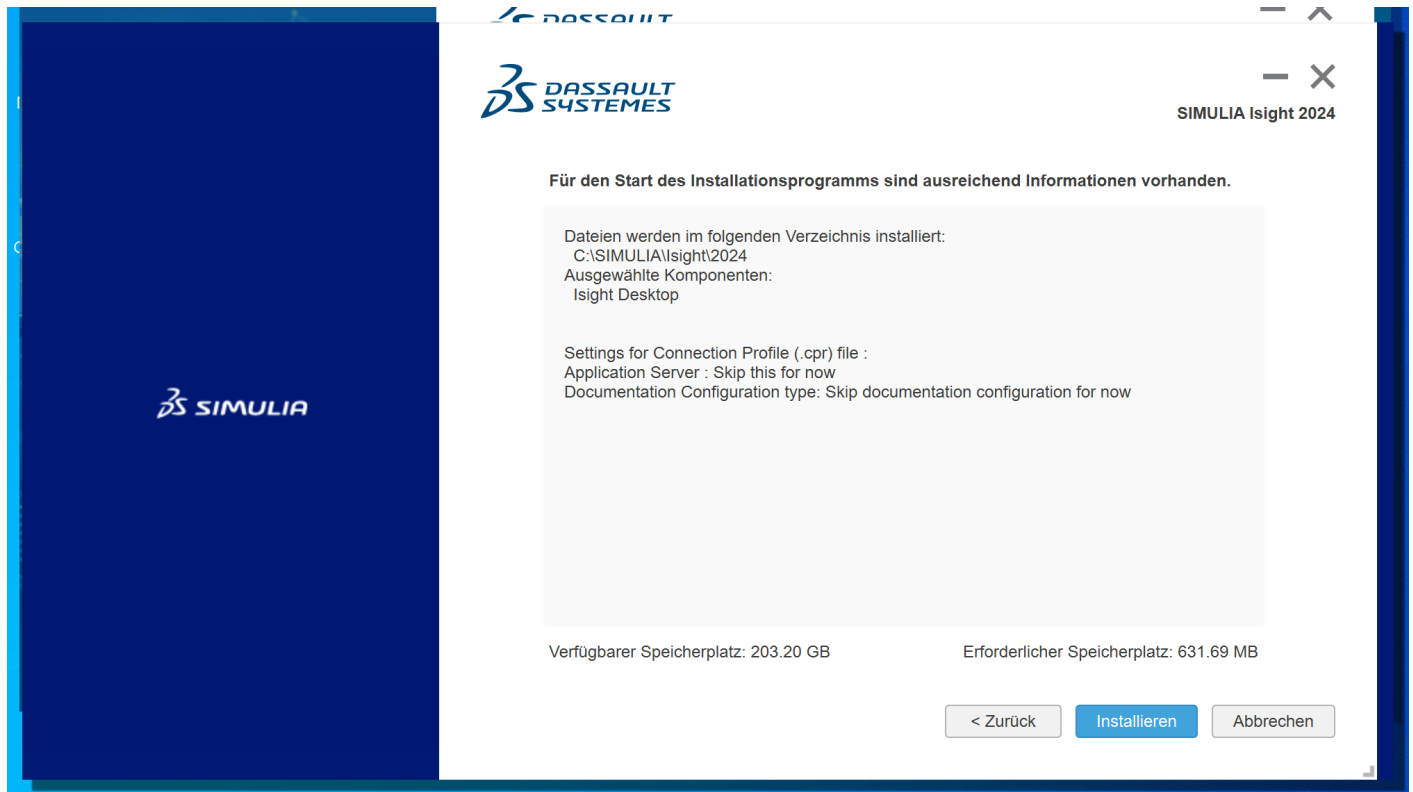 DASSAULT
DASSAULT
SYSTEMES
SIMULIA Isight 2024
Für den Start des Installationsprogramms sind ausreichend Informationen vorhanden.
Dateien werden im folgenden Verzeichnis installiert:
C:\SIMULIA\Isight\2024
Ausgewählte Komponenten:
Isight Desktop
Settings for Connection Profile (.cpr) file :
Application Server : Skip this for now
Documentation Configuration type: Skip documentation configuration for now
SIMULIA
Verfügbarer Speicherplatz: 203.20 GB
Erforderlicher Speicherplatz: 631.69 MB
< Zurück
Installieren
Abbrechen